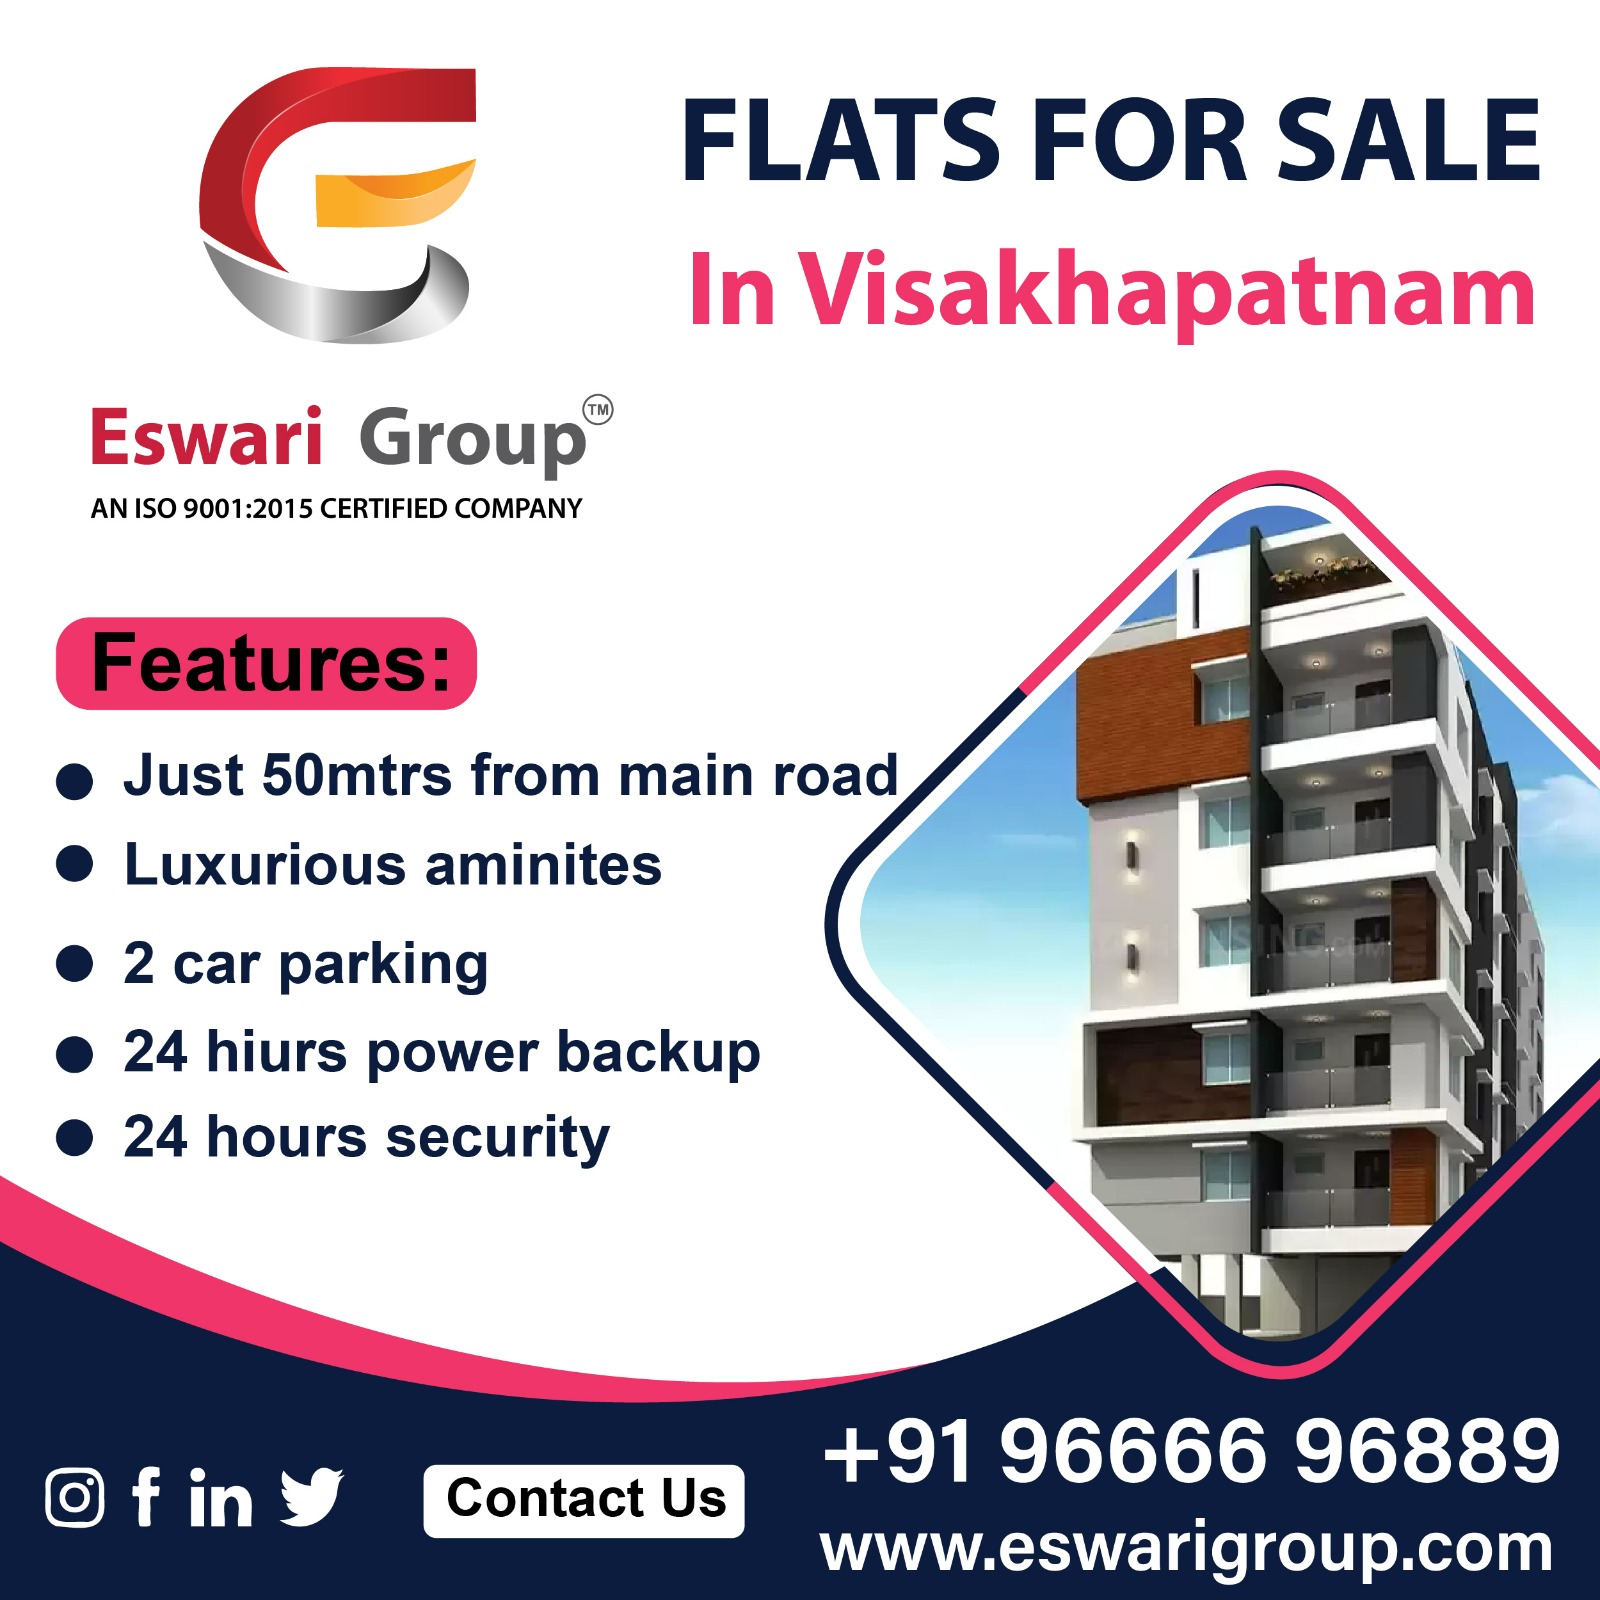 FLATS FOR SALE
In Visakhapatnam
Eswari Group TM
AN ISO 9001:2015 CERTIFIED COMPANY
Features:
Just 50mtrs from main road
Luxurious aminites
2 car parking
24 hiurs power backup
24 hours security
Contact Us
+91 96666 96889
www.eswarigroup.com